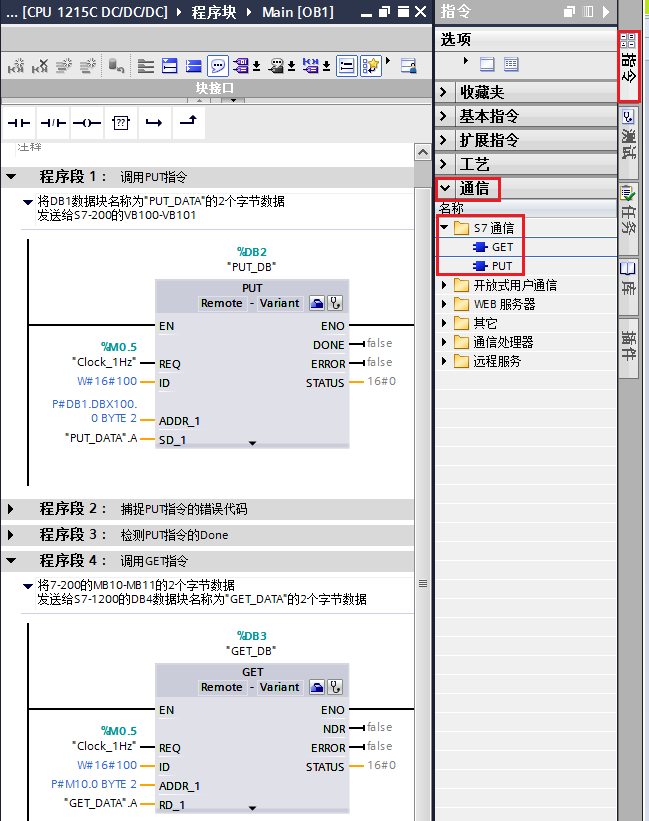 ... [CPU 1215C DC/DC/DC] ▸ 程序块 ▸ Main [OB1]
块接口
注释
程序段 1： 调用PUT指令
将DB1数据块名称为"PUT_DATA"的2个字节数据
发送给S7-200的VB100-VB101
%DB2
"PUT_DB"
PUT
Remote - Variant
EN ENO
DONE false
%M0.5
"Clock_1Hz" REQ ERROR false
W#16#100 ID STATUS 16#0
P#DB1.DBX100.
0 BYTE 2 ADDR_1
"PUT_DATA".A SD_1
程序段 2： 捕捉PUT指令的错误代码
程序段 3： 检测PUT指令的Done
程序段 4： 调用GET指令
将7-200的MB10-MB11的2个字节数据
发送给S7-1200的DB4数据块名称为"GET_DATA"的2个字节数据
%DB3
"GET_DB"
GET
Remote - Variant
EN ENO
NDR false
%M0.5
"Clock_1Hz" REQ ERROR false
W#16#100 ID STATUS 16#0
P#M10.0 BYTE 2 ADDR_1
"GET_DATA".A RD_1
指令
选项
收藏夹
基本指令
扩展指令
工艺
通信
名称
S7 通信
GET
PUT
开放式用户通信
WEB 服务器
其它
通信处理器
远程服务
指令
测试
任务
库
插件